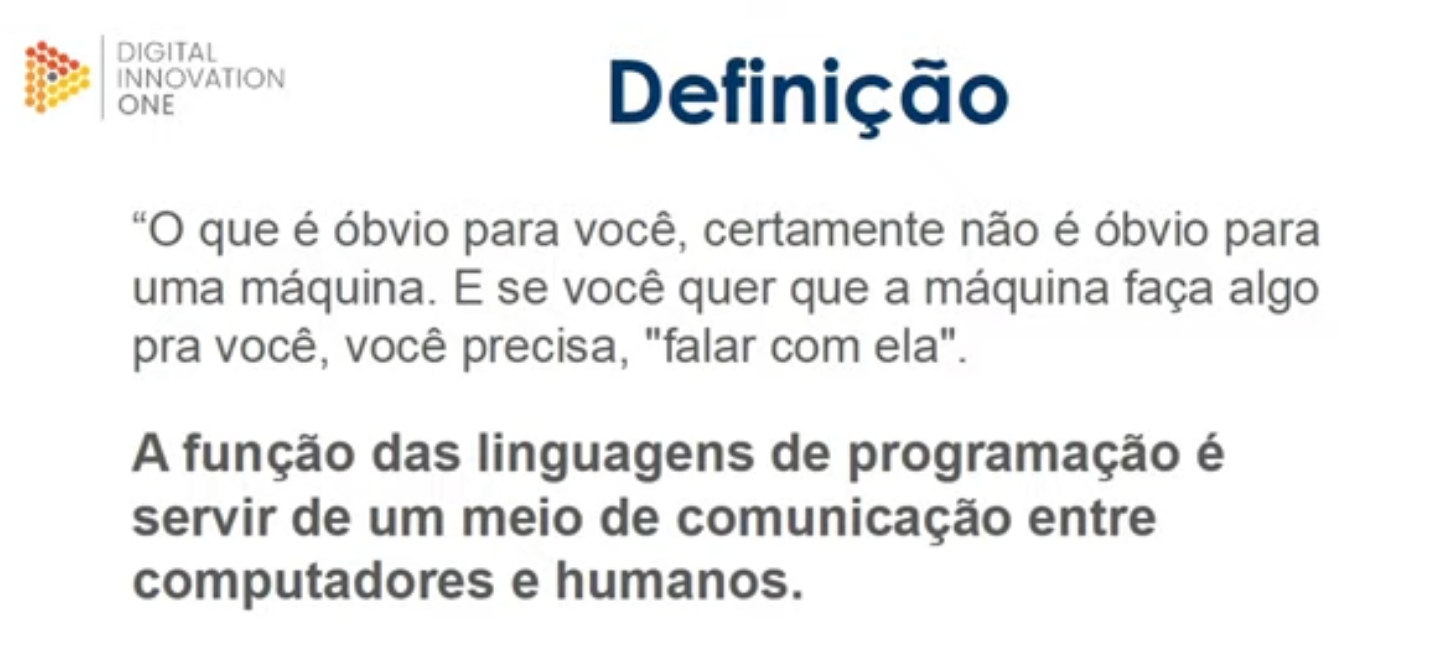 DIGITAL
INNOVATION
ONE
Definição
“O que é óbvio para você, certamente não é óbvio para
uma máquina. E se você quer que a máquina faça algo
pra você, você precisa, "falar com ela".
A função das linguagens de programação é
servir de um meio de comunicação entre
computadores e humanos.